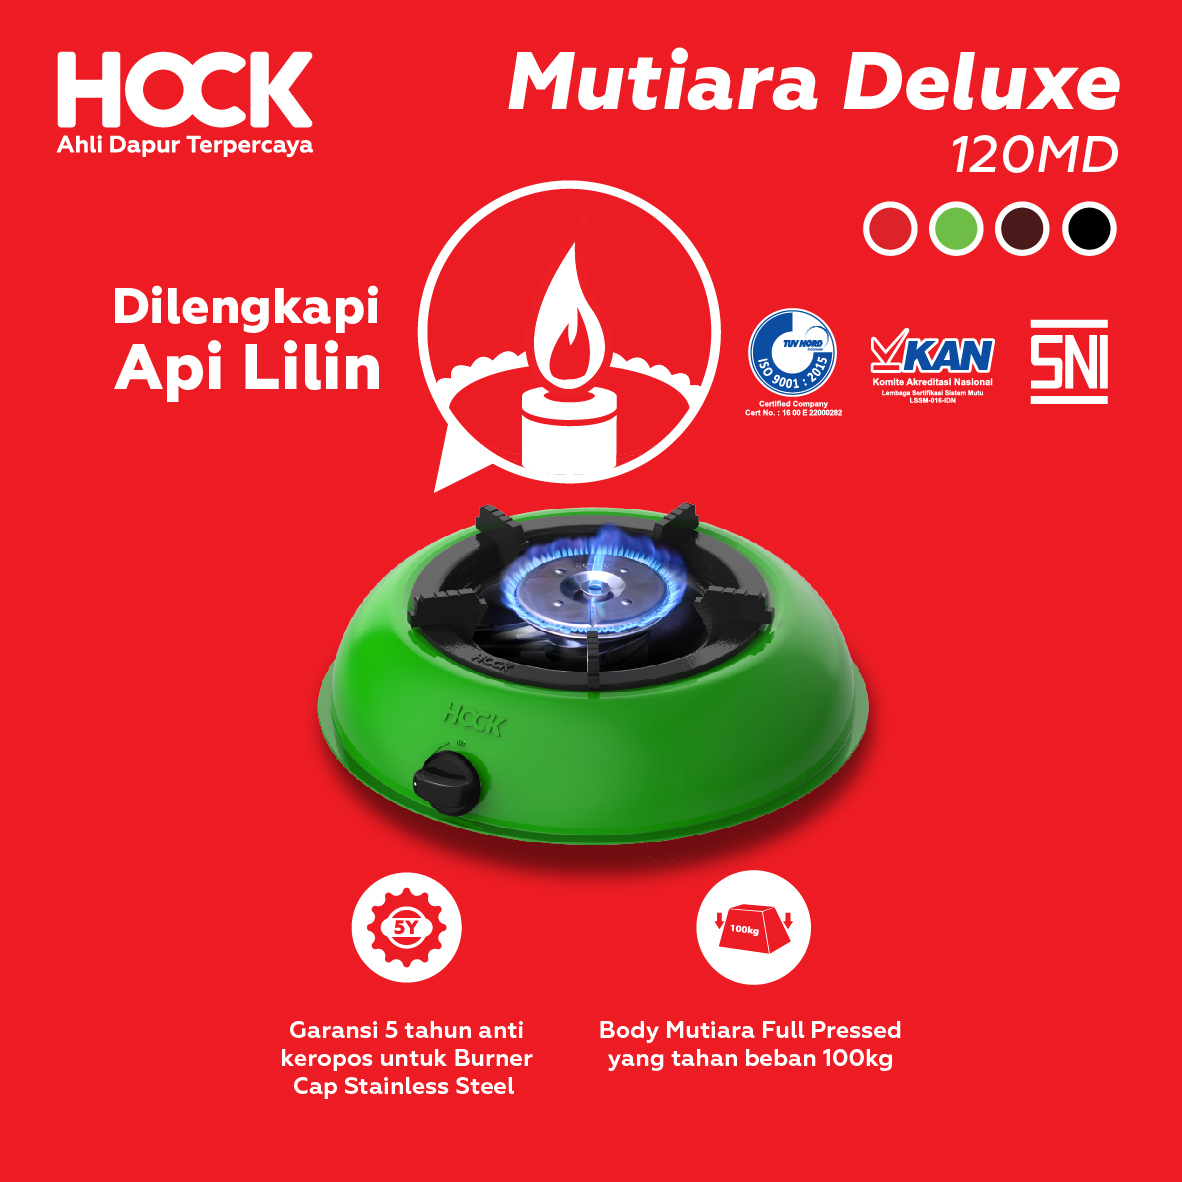 HOCK
Ahli Dapur Terpercaya
Mutiara Deluxe
120MD
Dilengkapi
Api Lilin
TUV NORD
Indonesia
ISO 9001 : 2015
Certified Company
Cert No. : 16 00 E 22000282
KAN
Komite Akreditasi Nasional
Lembaga Sertifikasi Sistem Mutu
LSSM-016-IDN
SNI
HOCK
HOCK
5Y
100kg
Garansi 5 tahun anti
keropos untuk Burner
Cap Stainless Steel
Body Mutiara Full Pressed
yang tahan beban 100kg